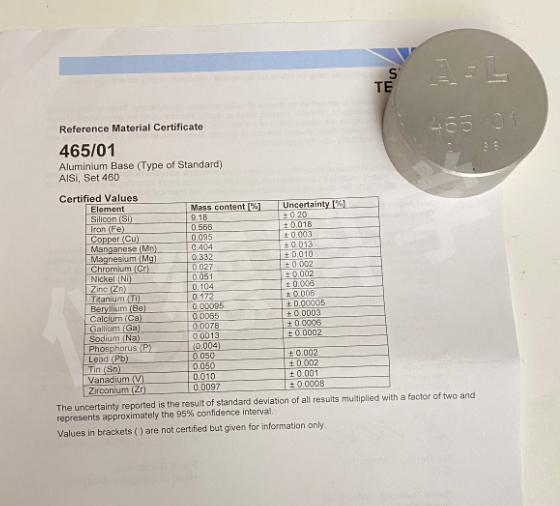 S
TE
A - L
465 01
Reference Material Certificate
465/01
Aluminium Base (Type of Standard)
AlSi, Set 460
Certified Values
Element Mass content [%] Uncertainty [%]
Silicon (Si) 9.18 ± 0.20
Iron (Fe) 0.566 ± 0.018
Copper (Cu) 0.095 ± 0.003
Manganese (Mn) 0.404 ± 0.013
Magnesium (Mg) 0.332 ± 0.010
Chromium (Cr) 0.027 ± 0.002
Nickel (Ni) 0.051 ± 0.002
Zinc (Zn) 0.104 ± 0.006
Titanium (Ti) 0.172 ± 0.006
Beryllium (Be) 0.00095 ± 0.00005
Calcium (Ca) 0.0065 ± 0.0003
Gallium (Ga) 0.0078 ± 0.0006
Sodium (Na) 0.0013 ± 0.0002
Phosphorus (P) (0.004)
Lead (Pb) 0.050 ± 0.002
Tin (Sn) 0.050 ± 0.002
Vanadium (V) 0.010 ± 0.001
Zirconium (Zr) 0.0097 ± 0.0008
The uncertainty reported is the result of standard deviation of all results multiplied with a factor of two and
represents approximately the 95% confidence interval.
Values in brackets ( ) are not certified but given for information only.